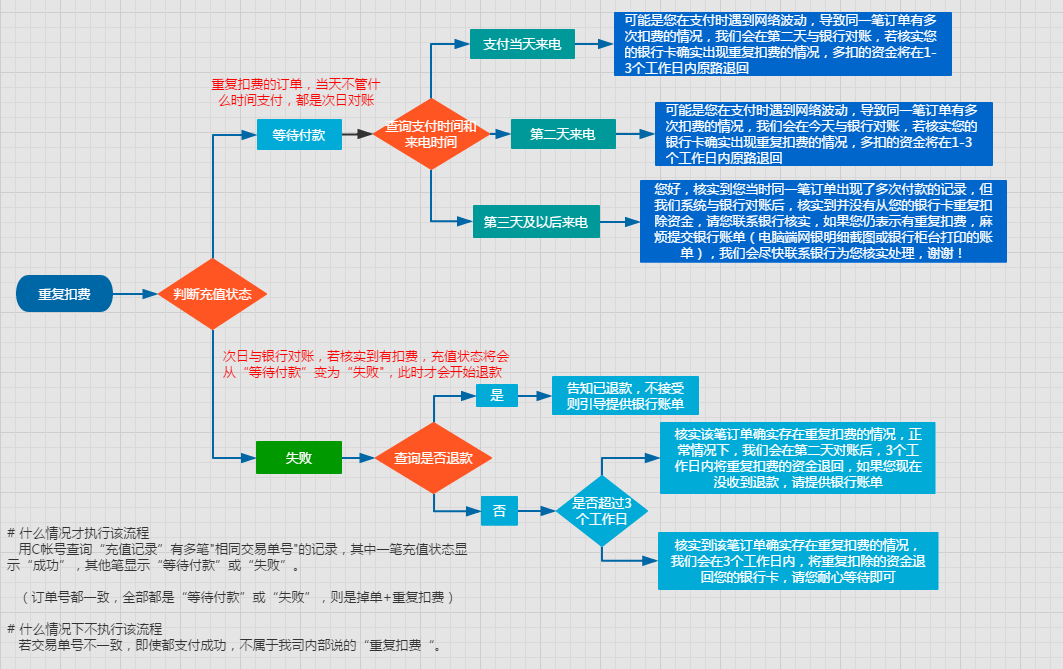 重复扣费
判断充值状态
重复扣费的订单，当天不管什
么时间支付，都是次日对账
等待付款
查询支付时间和
来电时间
支付当天来电
可能是您在支付时遇到网络波动，导致同一笔订单有多
次扣费的情况，我们会在第二天与银行对账，若核实您
的银行卡确实出现重复扣费的情况，多扣的资金将在1-
3个工作日内原路退回
第二天来电
可能是您在支付时遇到网络波动，导致同一笔订单有多
次扣费的情况，我们会在今天与银行对账，若核实您的
银行卡确实出现重复扣费的情况，多扣的资金将在1-3
个工作日内原路退回
第三天及以后来电
您好，核实到您当时同一笔订单出现了多次付款的记录，但
我们系统与银行对账后，核实到并没有从您的银行卡重复扣
除资金，请您联系银行核实，如果您仍表示有重复扣费，麻
烦提交银行账单（电脑端网银明细截图或银行柜台打印的账
单），我们会尽快联系银行为您核实处理，谢谢！
次日与银行对账，若核实到有扣费，充值状态将会
从“等待付款”变为“失败"，此时才会开始退款
失败
查询是否退款
是
告知已退款，不接受
则引导提供银行账单
否
是否超过3
个工作日
核实该笔订单确实存在重复扣费的情况，正
常情况下，我们会在第二天对账后，3个工
作日内将重复扣费的资金退回，如果您现在
没收到退款，请提供银行账单
核实到该笔订单确实存在重复扣费的情况，
我们会在3个工作日内，将重复扣除的资金退
回您的银行卡，请您耐心等待即可
# 什么情况才执行该流程
用C帐号查询“充值记录”有多笔"相同交易单号"的记录，其中一笔充值状态显
示“成功”，其他笔显示“等待付款”或“失败”。
（订单号都一致，全部都是“等待付款”或“失败”，则是掉单+重复扣费）
# 什么情况下不执行该流程
若交易单号不一致，即使都支付成功，不属于我司内部说的“重复扣费“。